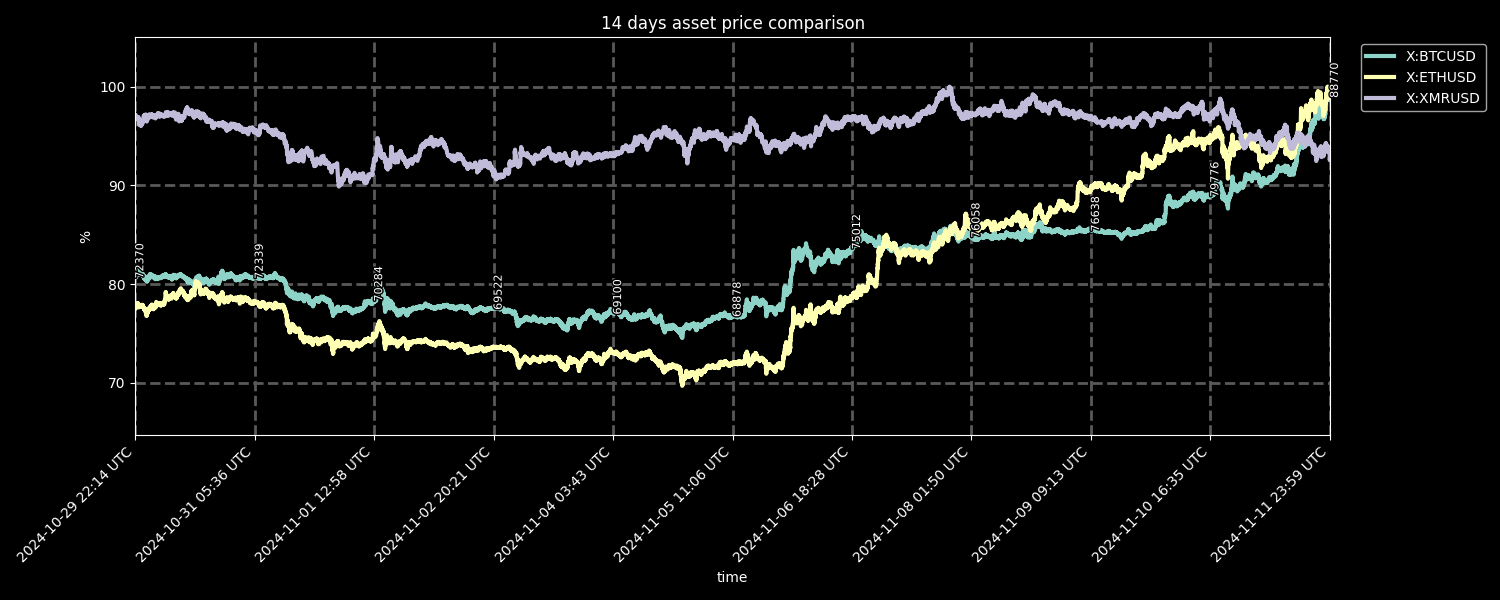 14 days asset price comparison
X:BTCUSD
X:ETHUSD
X:XMRUSD
%
100
90
80
70
72370
72339
70284
69522
69100
68878
75012
76058
76638
79776
88770
2024-10-29 22:14 UTC
2024-10-31 05:36 UTC
2024-11-01 12:58 UTC
2024-11-02 20:21 UTC
2024-11-04 03:43 UTC
2024-11-05 11:06 UTC
2024-11-06 18:28 UTC
2024-11-08 01:50 UTC
2024-11-09 09:13 UTC
2024-11-10 16:35 UTC
2024-11-11 23:59 UTC
time